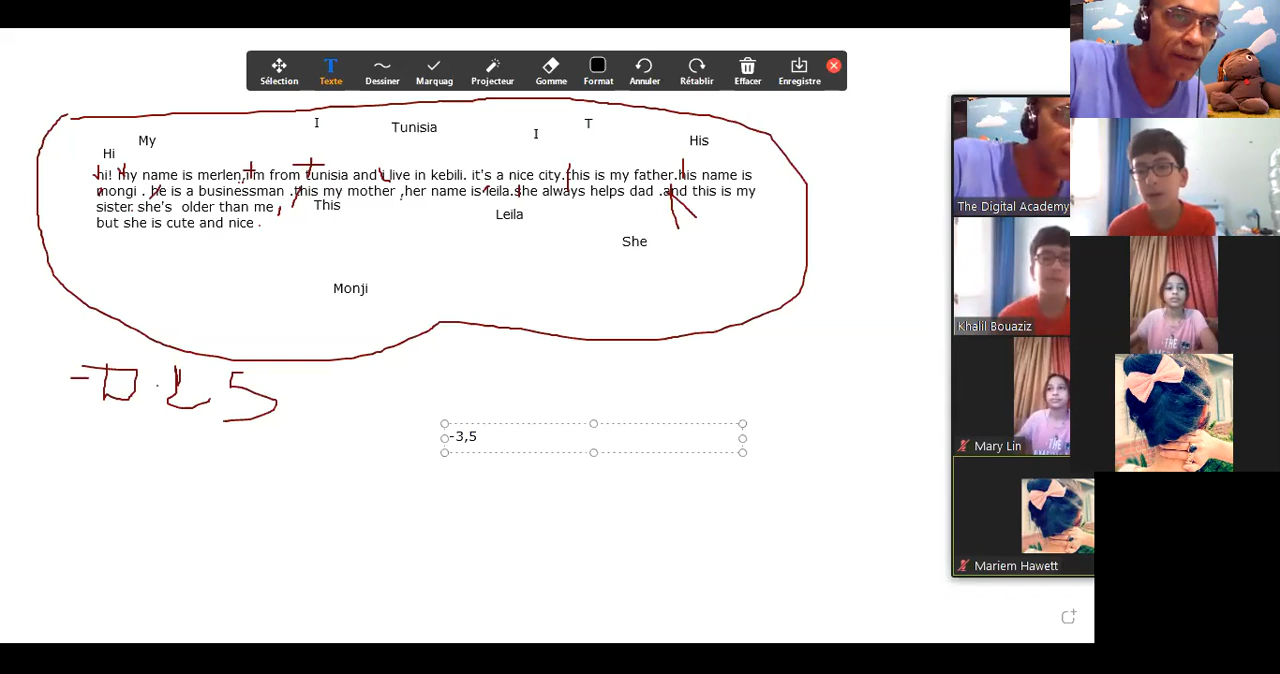 Sélection Texte Dessiner Marquag Projecteur Gomme Format Annuler Rétablir Effacer Enregistre
I Tunisia I T
My His
Hi
hi! my name is merlen,im from tunisia and i live in kebili. it's a nice city.this is my father.his name is
mongi . he is a businessman .this my mother ,her name is leila.she always helps dad .and this is my
sister. she's older than me ,
This
Leila
but she is cute and nice .
She
Monji
-3,5
The Digital Academy
Khalil Bouaziz
Mary Lin
Mariem Hawett